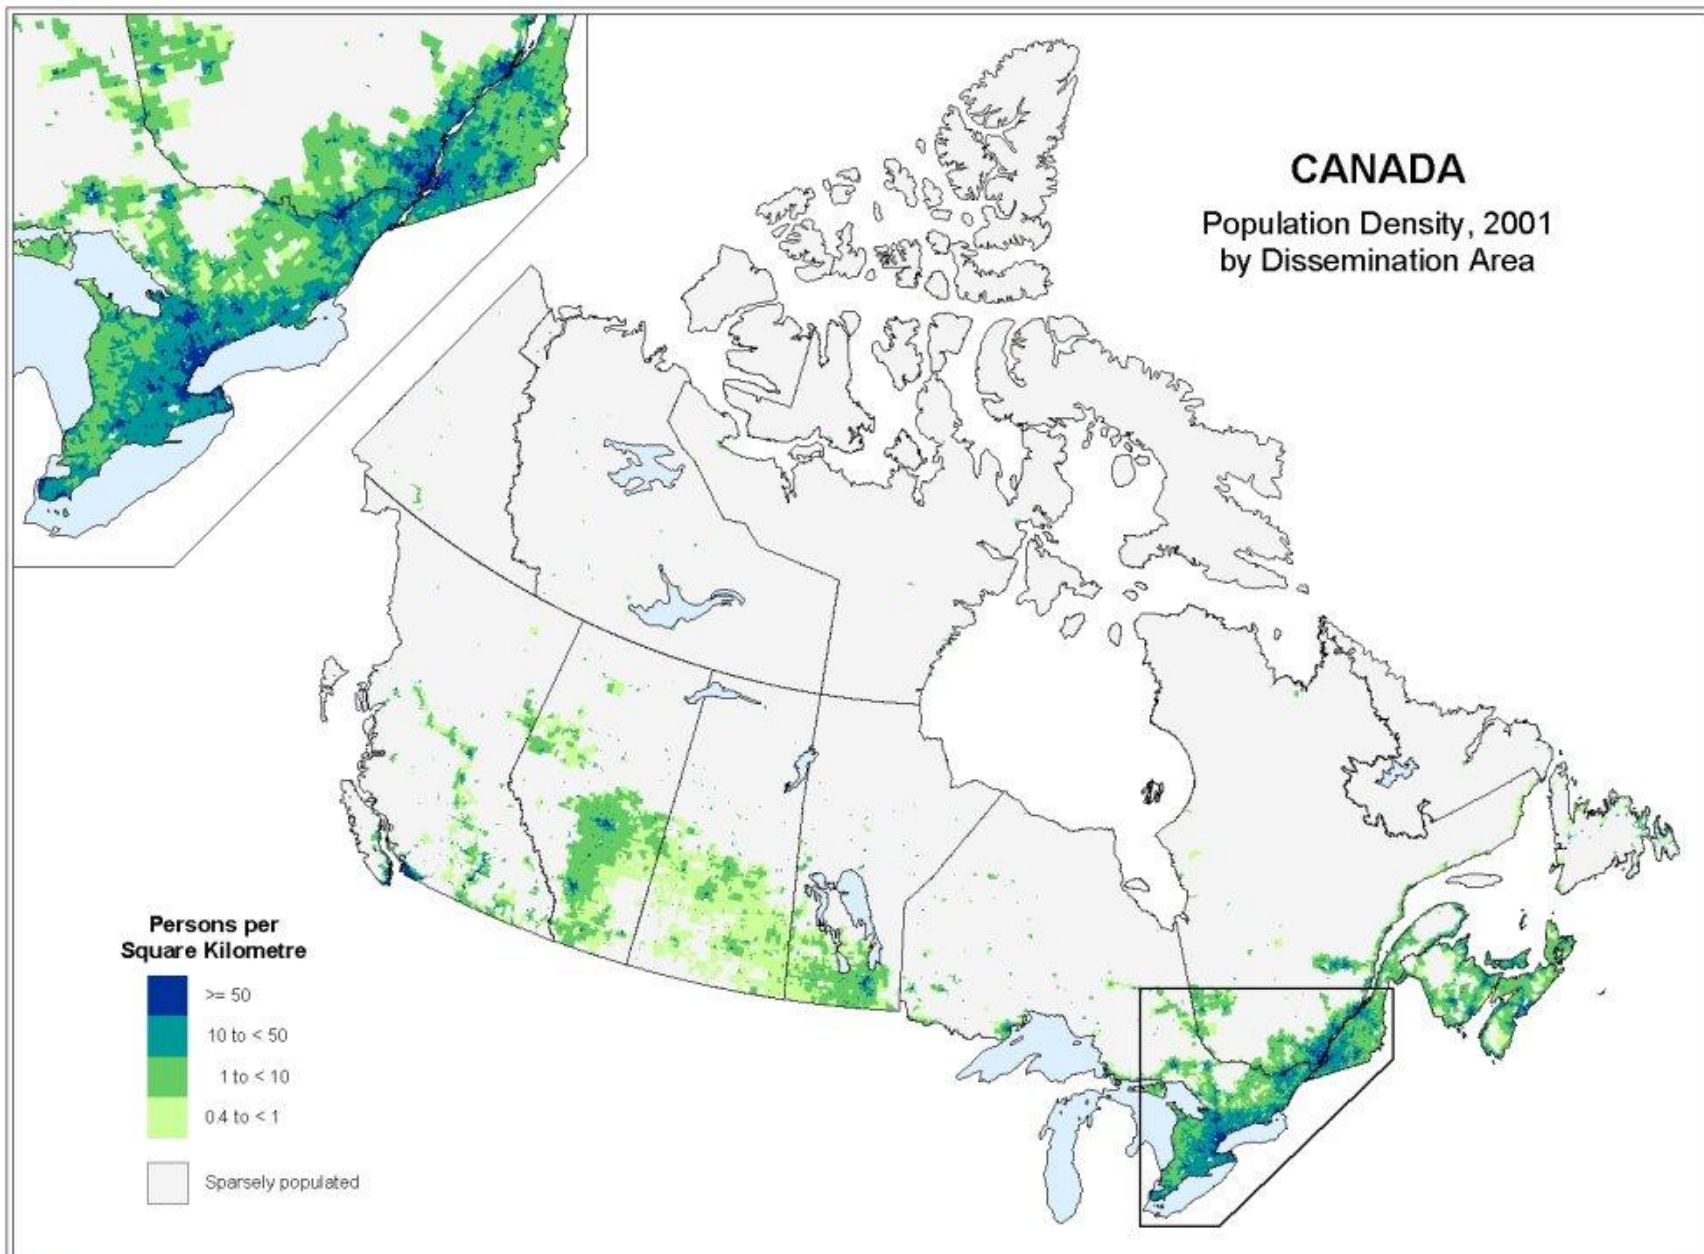 CANADA
Population Density, 2001
by Dissemination Area
Persons per
Square Kilometre
>= 50
10 to < 50
1 to < 10
0.4 to < 1
Sparsely populated